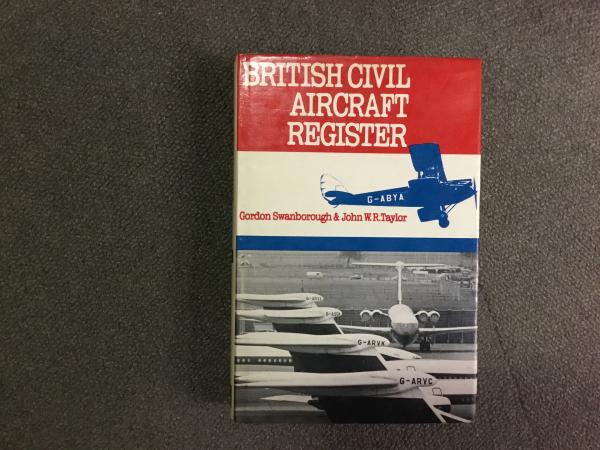 BRITISH CIVIL
AIRCRAFT
REGISTER
G-ABYA
Gordon Swanborough & John W.R.Taylor
G-ARVK
G-ARVC